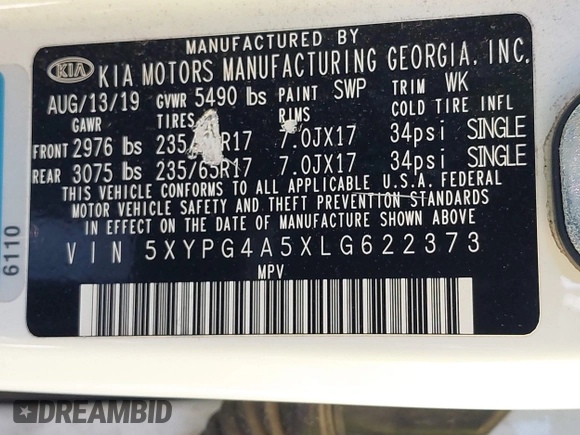 MANUFACTURED BY
KIA KIA MOTORS MANUFACTURING GEORGIA, INC.
AUG/13/19 GVWR 5490 lbs PAINT SWP TRIM WK
GAWR TIRES RIMS COLD TIRE INFL
FRONT 2976 lbs 235/ R17 7.0JX17 34psi SINGLE
REAR 3075 lbs 235/65R17 7.0JX17 34psi SINGLE
THIS VEHICLE CONFORMS TO ALL APPLICABLE U.S.A. FEDERAL
MOTOR VEHICLE SAFETY AND THEFT PREVENTION STANDARDS
IN EFFECT ON THE DATE OF MANUFACTURE SHOWN ABOVE.
VIN 5XYPG4A5XLG622373
MPV
6110
DREAMBID